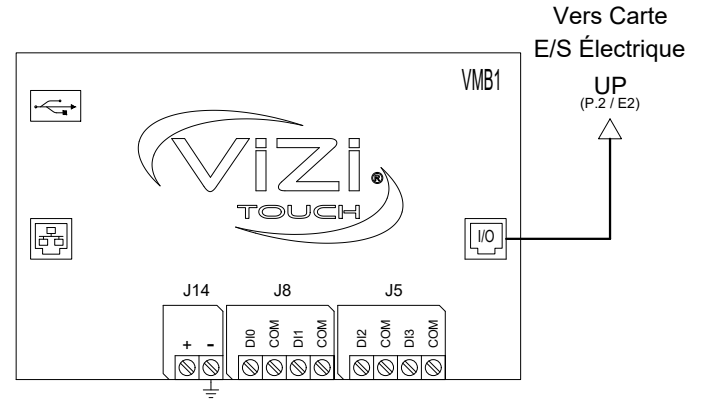 Vers Carte
E/S Électrique
UP
(P.2 / E2)
VMB1
ViZi®
TOUCH
I/O
J14 J8 J5
+ - DI0 COM DI1 COM DI2 COM DI3 COM